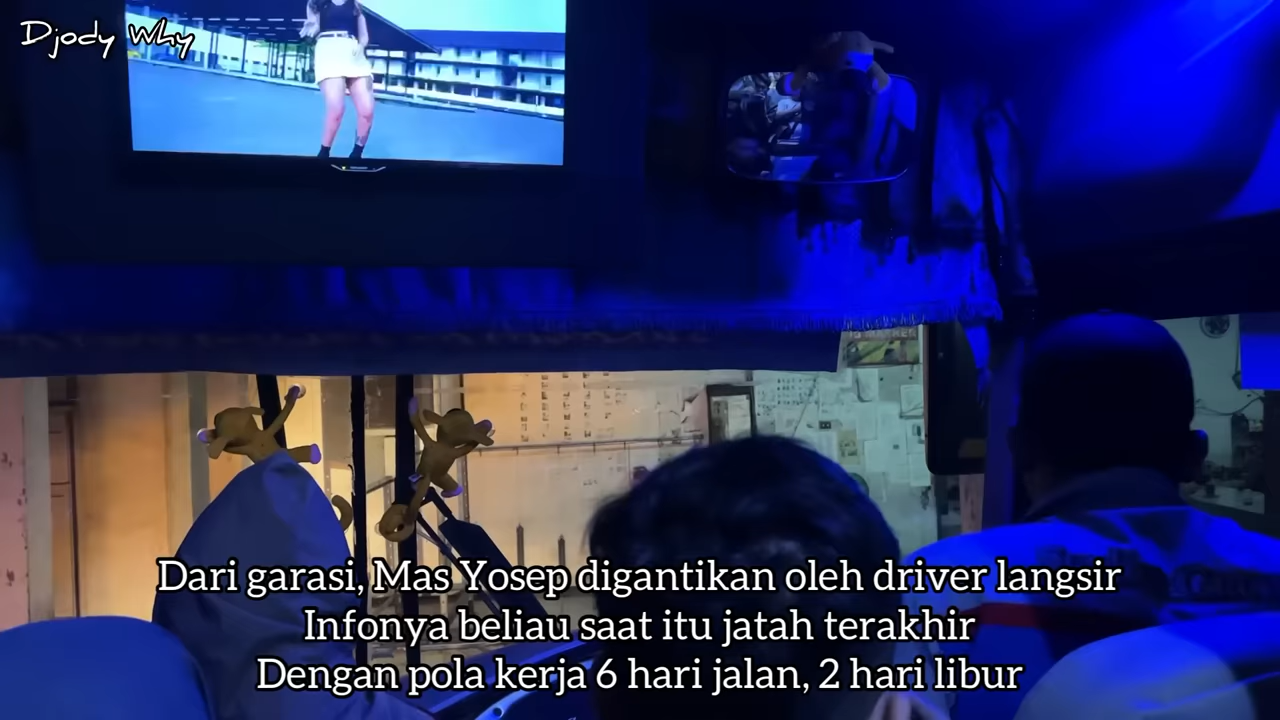 Djody Why
Dari garasi, Mas Yosep digantikan oleh driver langsir
Infonya beliau saat itu jatah terakhir
Dengan pola kerja 6 hari jalan, 2 hari libur